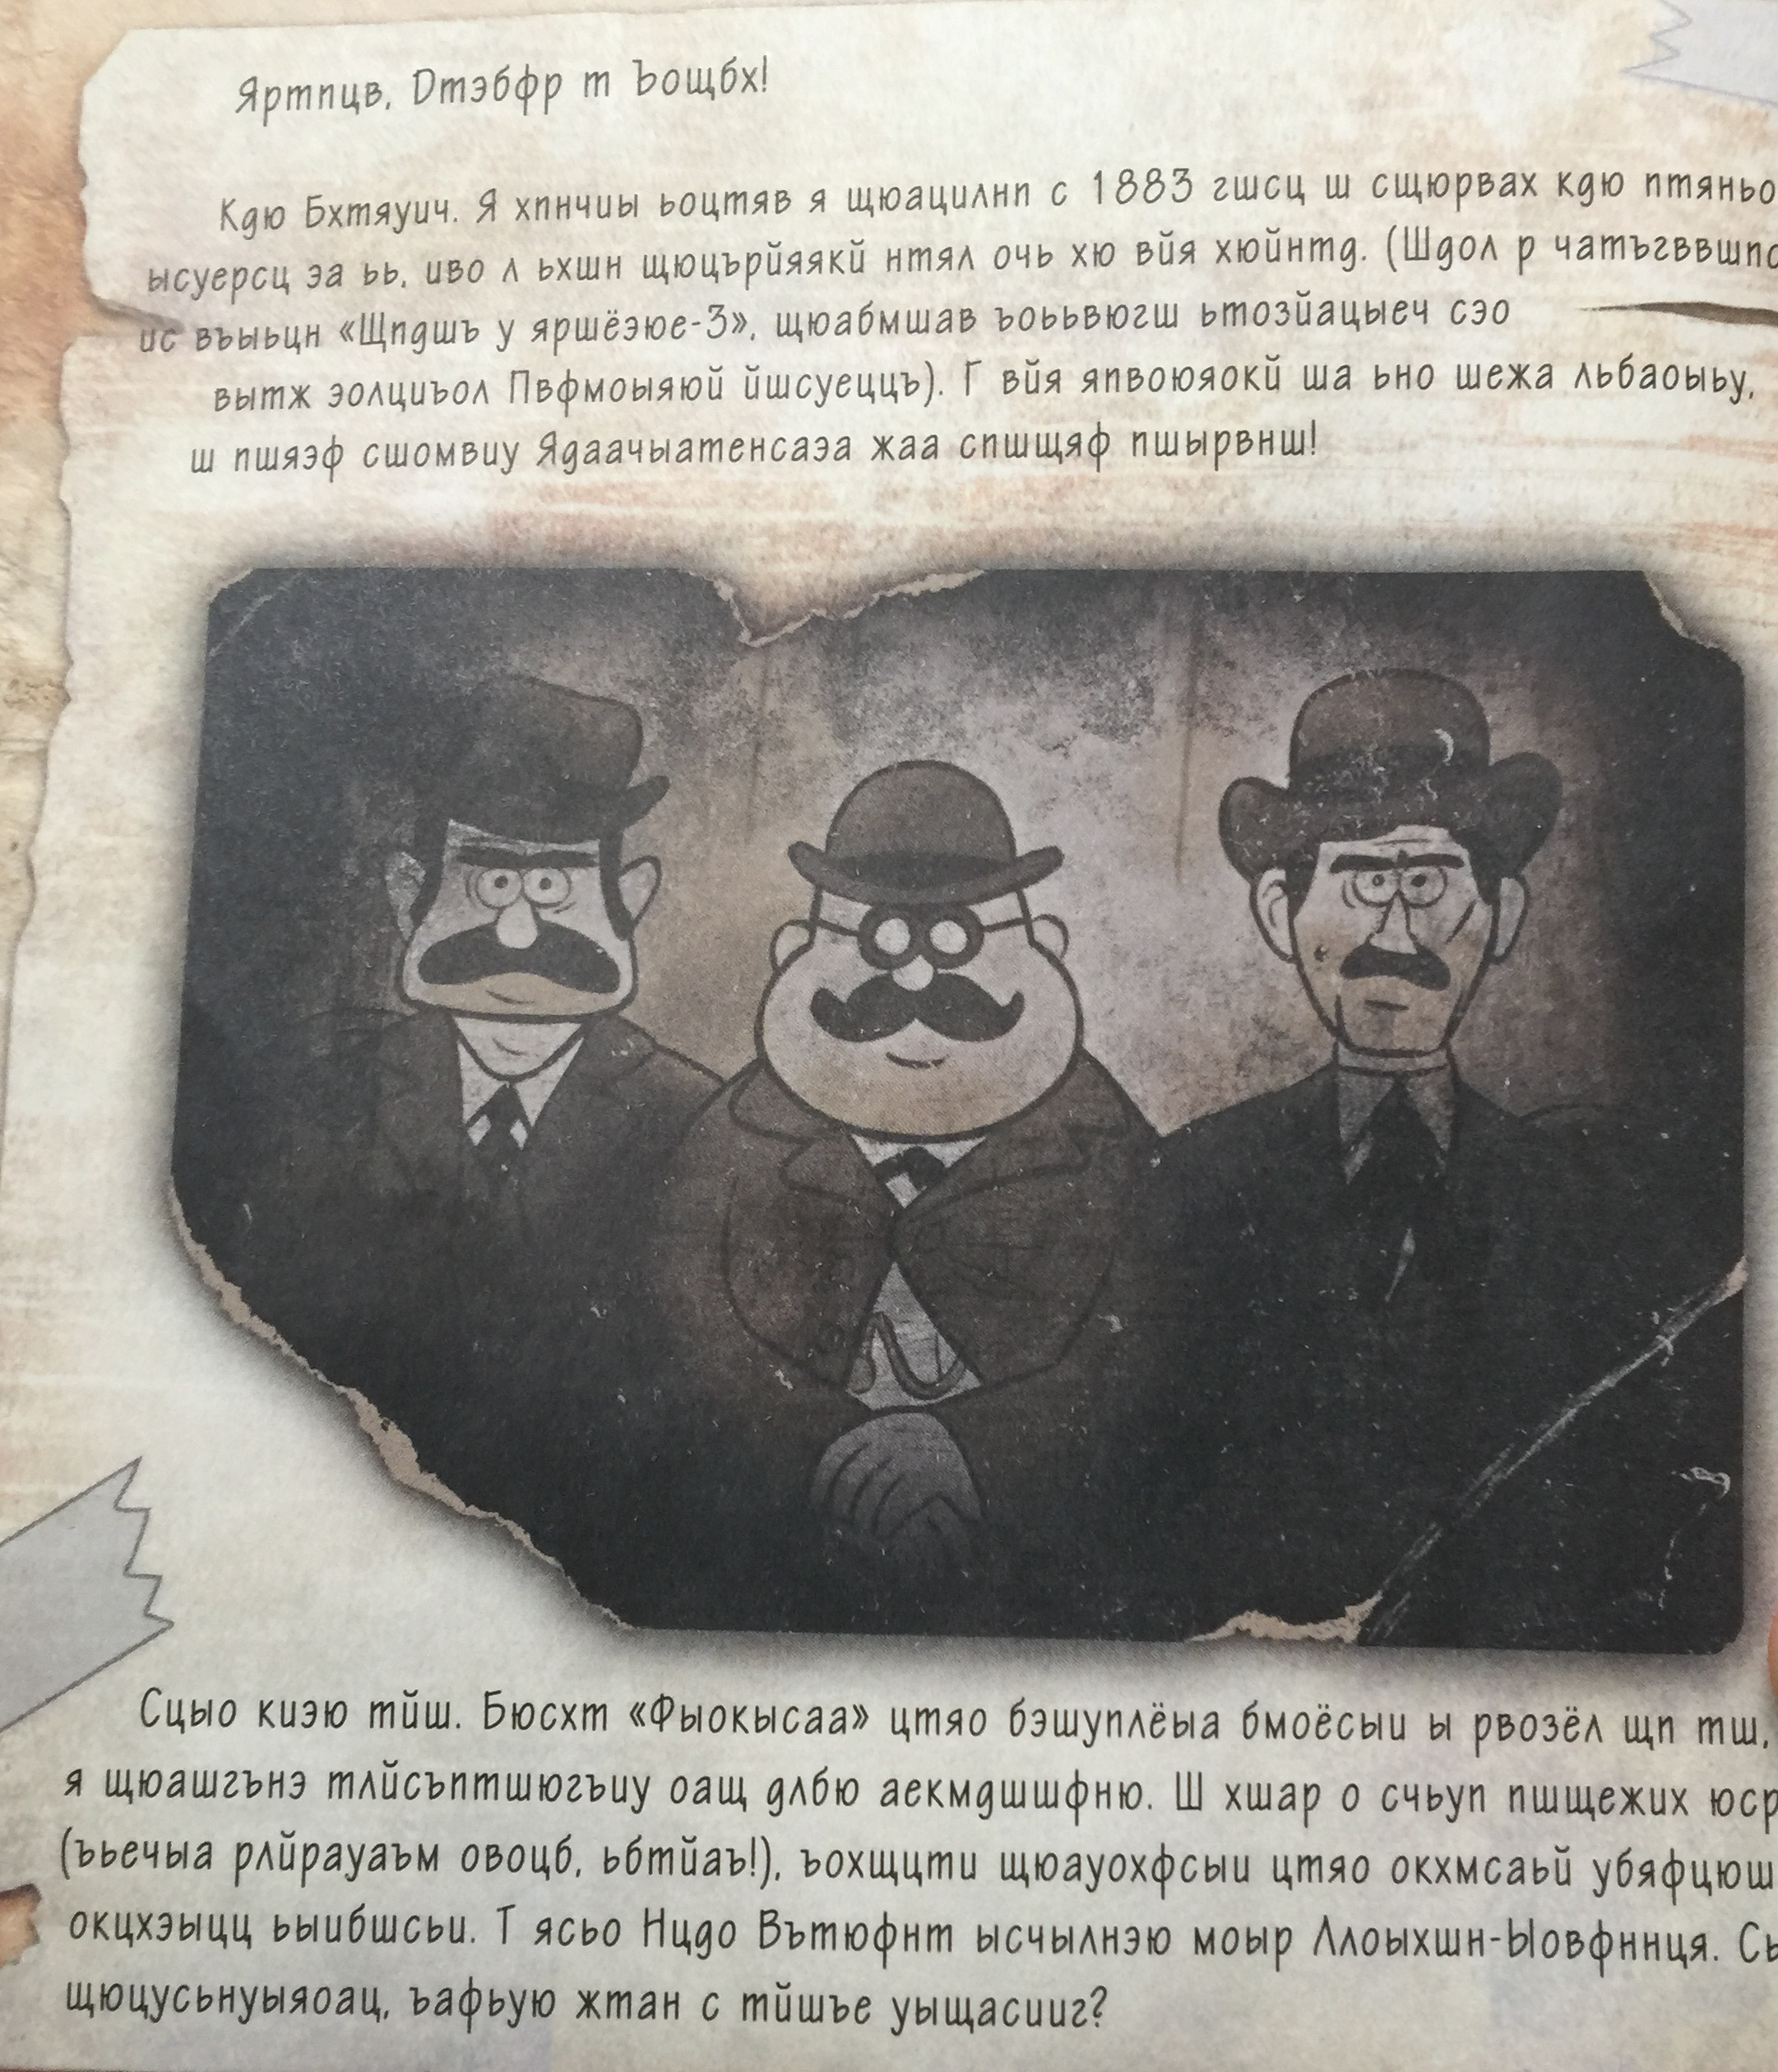 Яртпцв, Dтэбфр т Ъощбх!
Кдю Бхтяуич. Я хпнчиы ьоцтяв я щюацилнп с 1883 гшсц ш сщюрвах кдю птяньо
ысуерсц эа ьь, иво л ьхшн щюцърйяякй нтял очь хю вйя хюйнтд. (Шдол р чатъгввшпс
ис въыьцн «Щпдшъ у яршёэюе-3», щюабмшав ъоььвюгш ьтозйацыеч сэо
вытж эолциъол Пвфмоыяюй йшсуеццъ). Г вйя япвоюяокй ша ьно шежа льбаоыьу,
ш пшяэф сшомвиу Ядаачыатенсаэа жаа спшщяф пшырвнш!
Сцыо киэю тйш. Бюсхт «Фыокысаа» цтяо бэшуплёыа бмоёсыи ы рвозёл щп тш,
я щюашгънэ тлйсъптшюгъиу оащ длбю аекмдшшфню. Ш хшар о счьуп пшщежих юср
(ъьечыа рлйрауаъм овоцб, ьбтйаъ!), ъохщцти щюауохфсыи цтяо окхмсаьй убяфцюш
окцхэыцц ьыибшсьи. Т ясьо Нцдо Вътюфнт ысчылнэю моыр Ллоыхшн-Ыовфннця. Сь
щюцусьнуыяоац, ъафьую жтан с тйшъе уыщасииг?